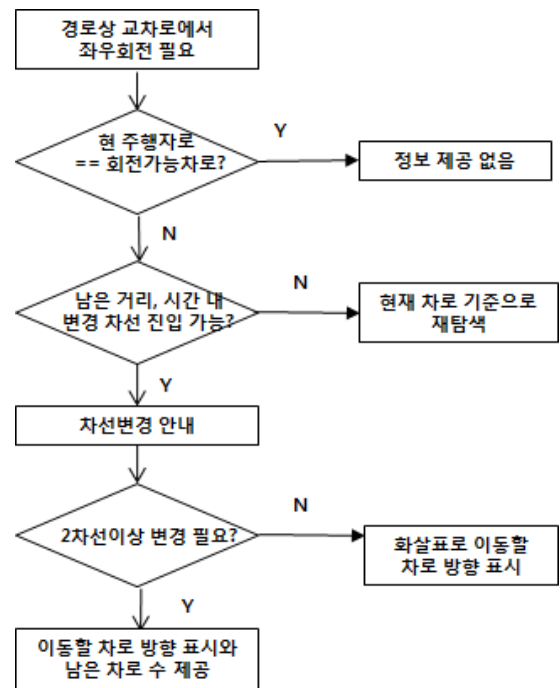 경로상 교차로에서
좌우회전 필요
현 주행자로
== 회전가능차로?
Y
정보 제공 없음
N
남은 거리, 시간 내
변경 차선 진입 가능?
N
현재 차로 기준으로
재탐색
Y
차선변경 안내
2차선이상 변경 필요?
N
화살표로 이동할
차로 방향 표시
Y
이동할 차로 방향 표시와
남은 차로 수 제공